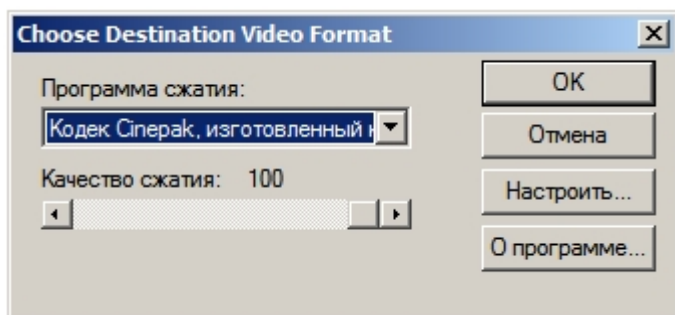 Choose Destination Video Format
Программа сжатия:
Кодек Cinepak, изготовленный
Качество сжатия: 100
OK
Отмена
Настроить...
О программе...